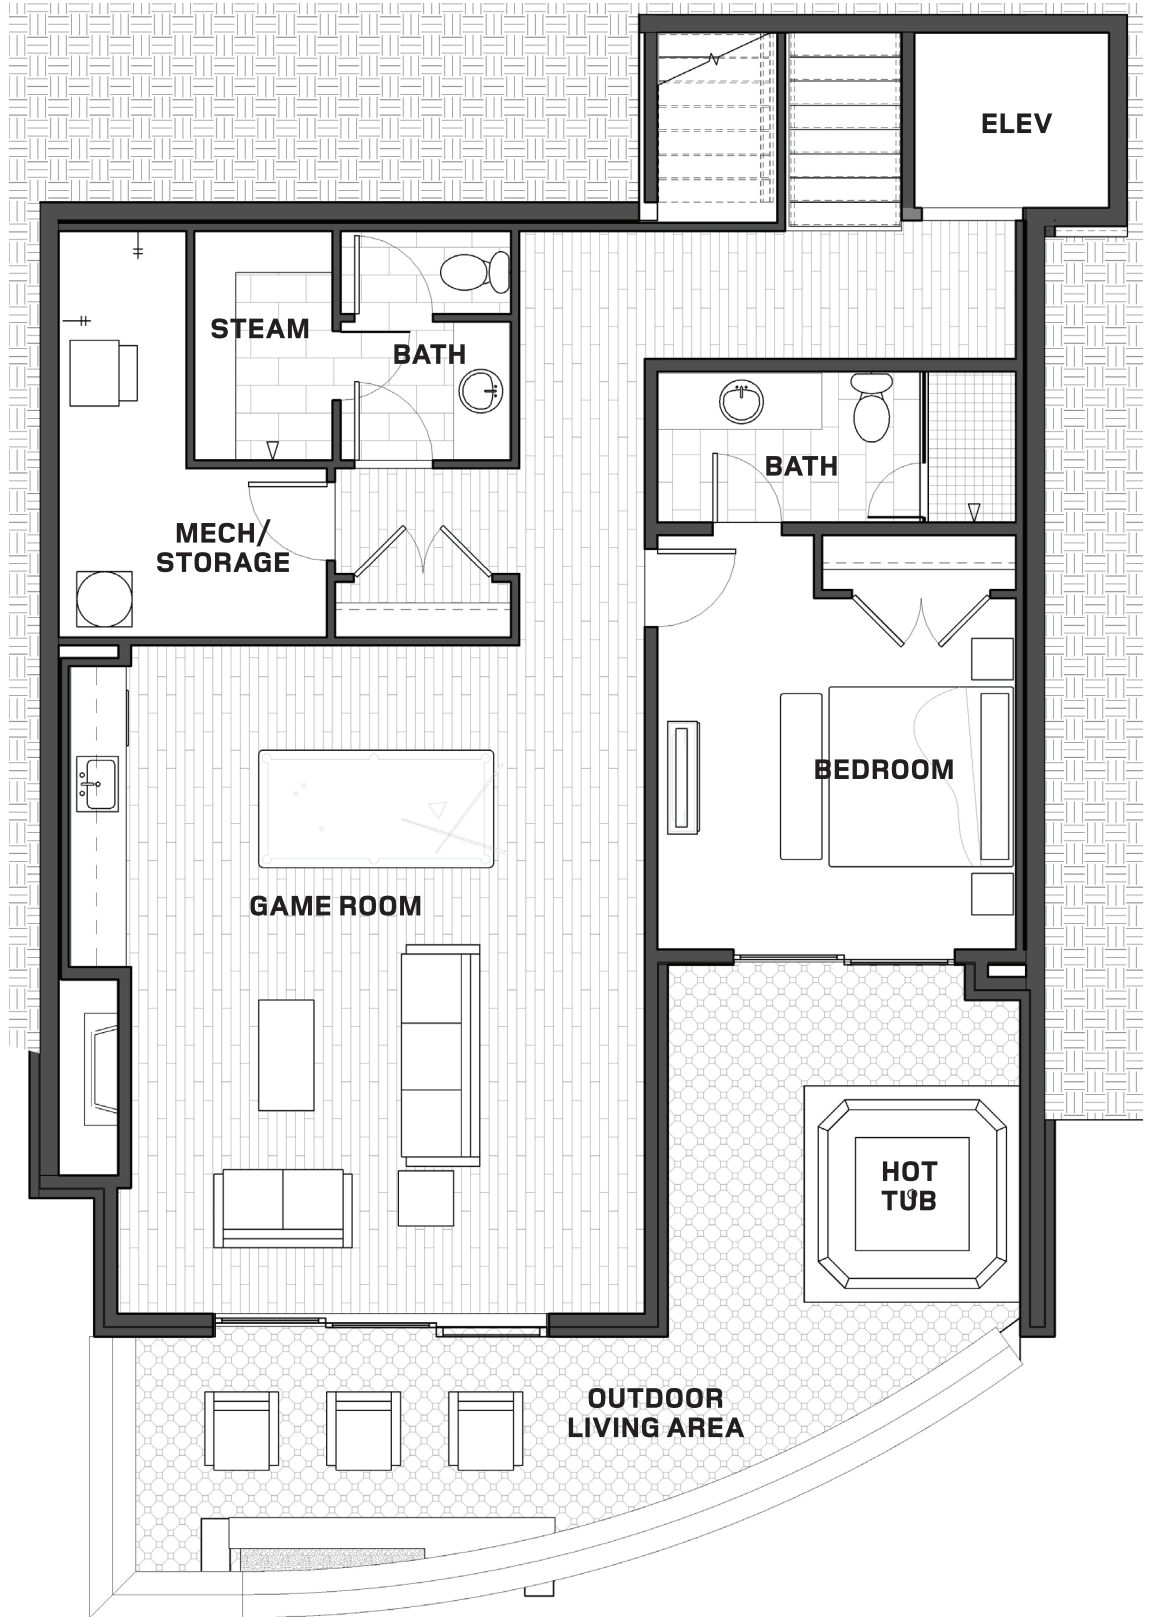 ELEV
STEAM
BATH
BATH
MECH/
STORAGE
BEDROOM
GAME ROOM
HOT
TUB
OUTDOOR
LIVING AREA